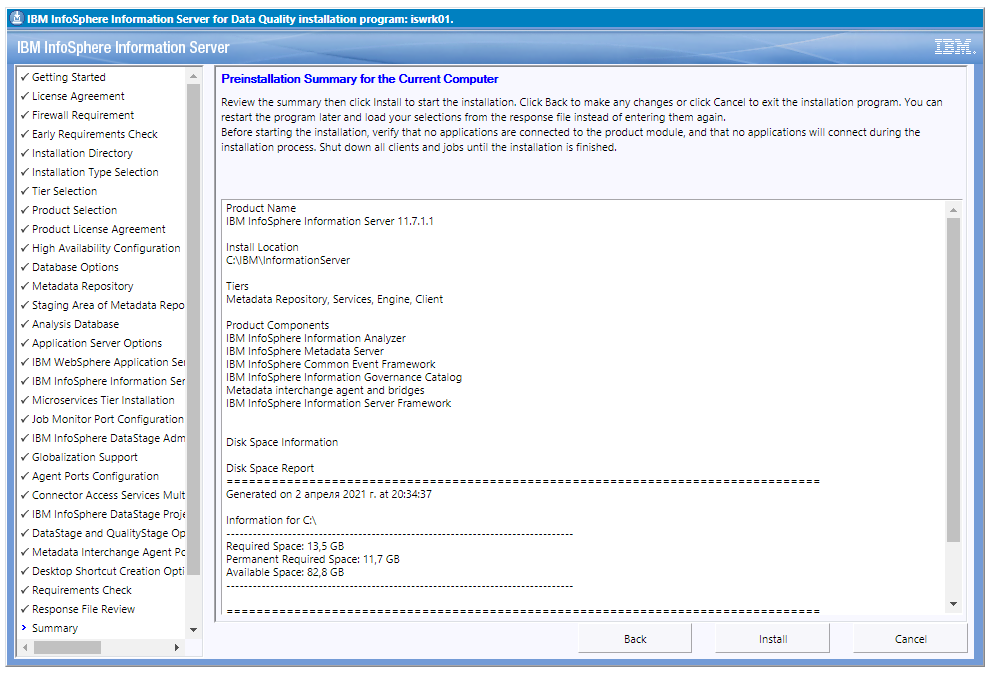 IBM InfoSphere Information Server for Data Quality installation program: iswrk01.
IBM InfoSphere Information Server
IBM.
✓ Getting Started
✓ License Agreement
✓ Firewall Requirement
✓ Early Requirements Check
✓ Installation Directory
✓ Installation Type Selection
✓ Tier Selection
✓ Product Selection
✓ Product License Agreement
✓ High Availability Configuration
✓ Database Options
✓ Metadata Repository
✓ Staging Area of Metadata Repo
✓ Analysis Database
✓ Application Server Options
✓ IBM WebSphere Application Ser
✓ IBM InfoSphere Information Ser
✓ Microservices Tier Installation
✓ Job Monitor Port Configuration
✓ IBM InfoSphere DataStage Adm
✓ Globalization Support
✓ Agent Ports Configuration
✓ Connector Access Services Mult
✓ IBM InfoSphere DataStage Proje
✓ DataStage and QualityStage Op
✓ Metadata Interchange Agent Po
✓ Desktop Shortcut Creation Opti
✓ Requirements Check
✓ Response File Review
Summary
Preinstallation Summary for the Current Computer
Review the summary then click Install to start the installation. Click Back to make any changes or click Cancel to exit the installation program. You can
restart the program later and load your selections from the response file instead of entering them again.
Before starting the installation, verify that no applications are connected to the product module, and that no applications will connect during the
installation process. Shut down all clients and jobs until the installation is finished.
Product Name
IBM InfoSphere Information Server 11.7.1.1
Install Location
C:\IBM\InformationServer
Tiers
Metadata Repository, Services, Engine, Client
Product Components
IBM InfoSphere Information Analyzer
IBM InfoSphere Metadata Server
IBM InfoSphere Common Event Framework
IBM InfoSphere Information Governance Catalog
Metadata interchange agent and bridges
IBM InfoSphere Information Server Framework
Disk Space Information
Disk Space Report
Generated on 2 апреля 2021 г. at 20:34:37
Information for C:\
Required Space: 13,5 GB
Permanent Required Space: 11,7 GB
Available Space: 82,8 GB
Back
Install
Cancel